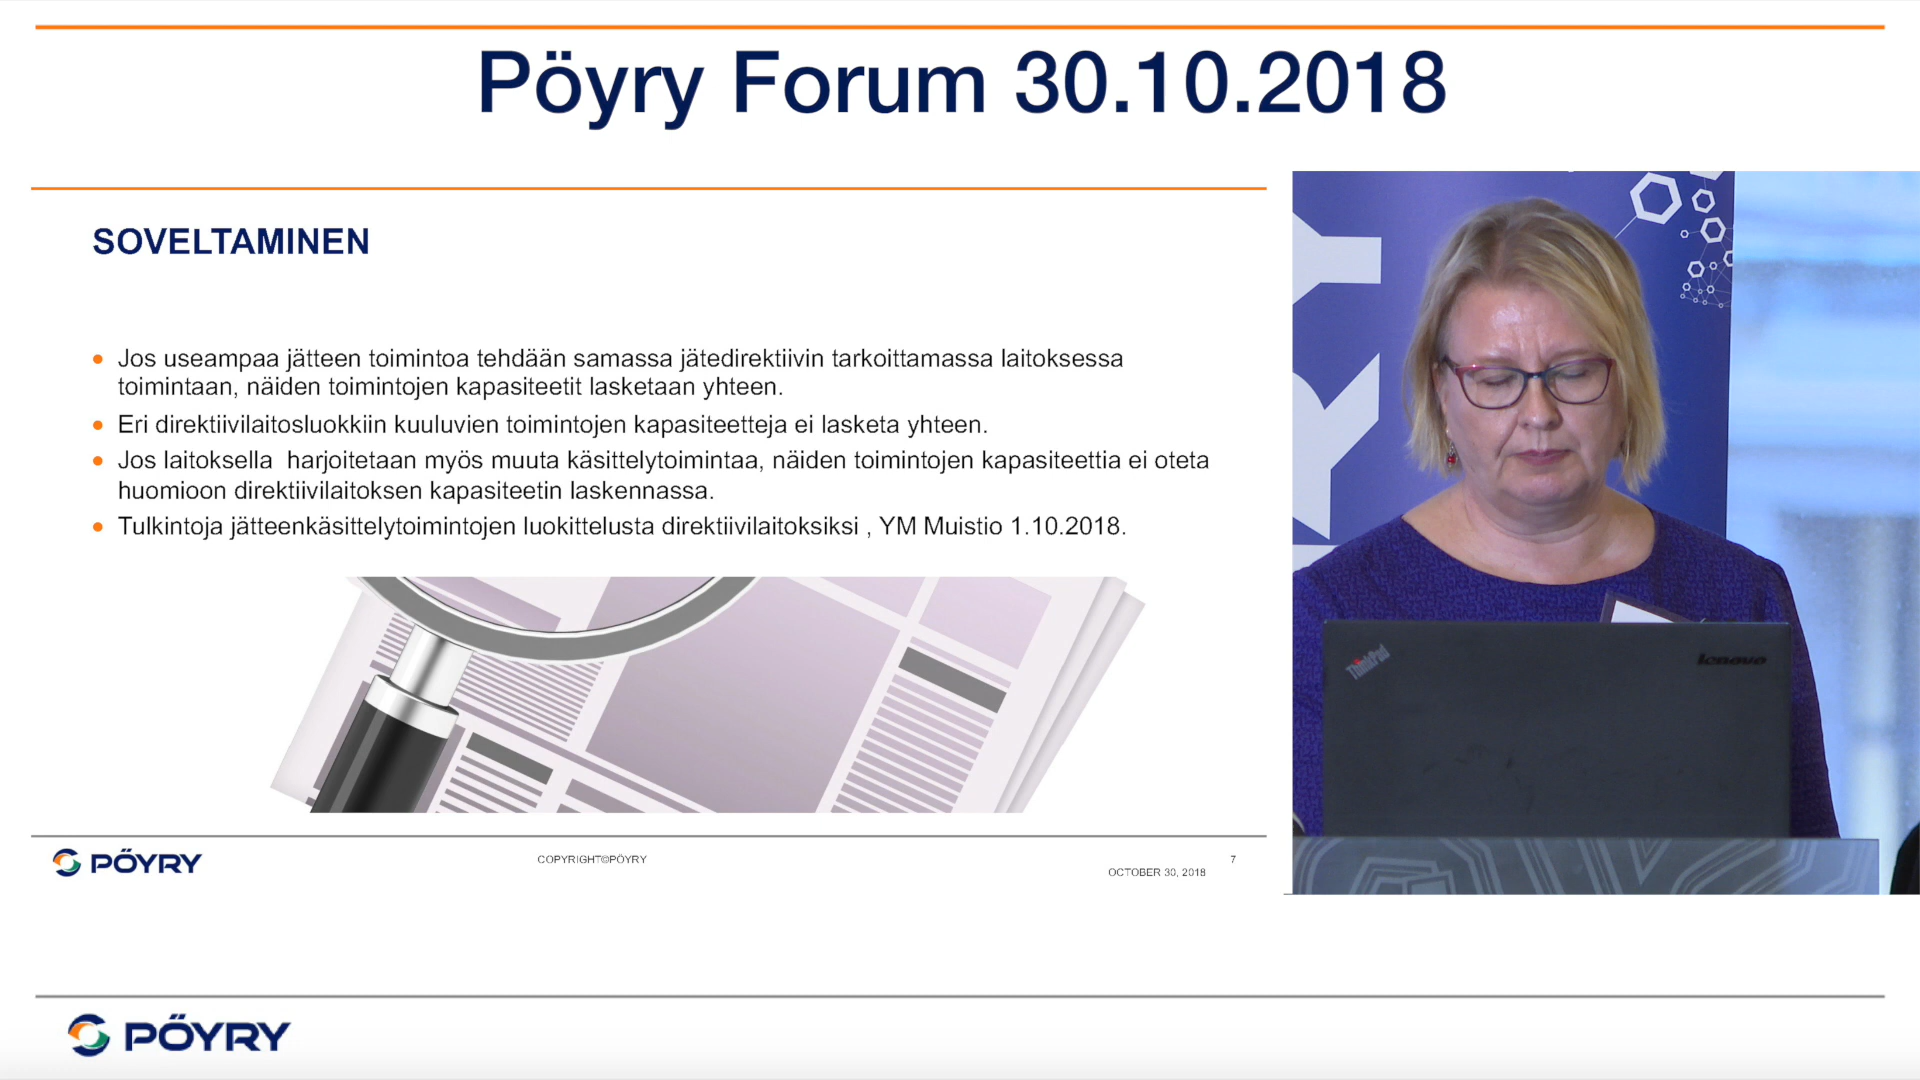 Pöyry Forum 30.10.2018
SOVELTAMINEN
Jos useampaa jätteen toimintoa tehdään samassa jätedirektiivin tarkoittamassa laitoksessa
toimintaan, näiden toimintojen kapasiteetit lasketaan yhteen.
Eri direktiivilaitosluokkiin kuuluvien toimintojen kapasiteetteja ei lasketa yhteen.
Jos laitoksella  harjoitetaan myös muuta käsittelytoimintaa, näiden toimintojen kapasiteettia ei oteta
huomioon direktiivilaitoksen kapasiteetin laskennassa.
Tulkintoja jätteenkäsittelytoimintojen luokittelusta direktiivilaitoksiksi , YM Muistio 1.10.2018.
PÖYRY
COPYRIGHT©PÖYRY
7
OCTOBER 30, 2018
RY
ThinkPad
lenovo
PÖYRY